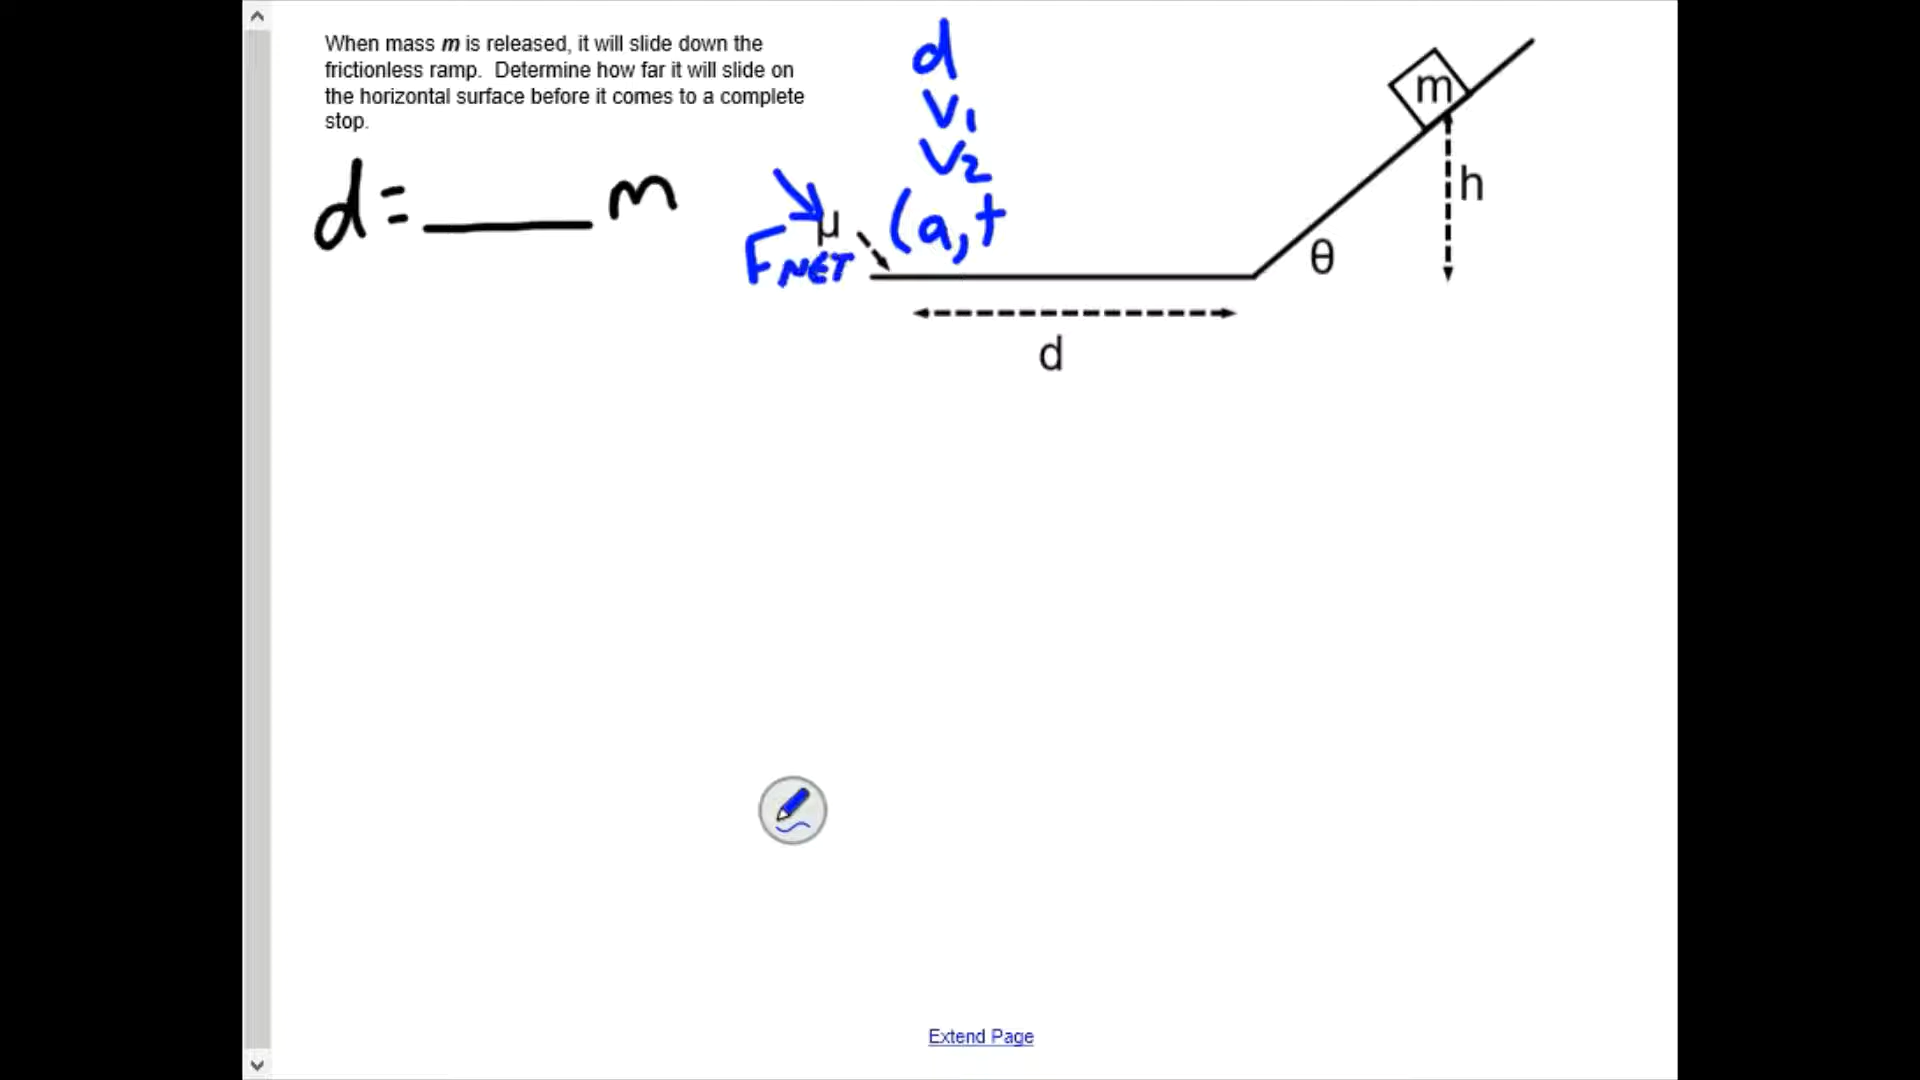 When mass m is released, it will slide down the
frictionless ramp. Determine how far it will slide on
the horizontal surface before it comes to a complete
stop.
d = ____ m
d
V1
V2
(a, t
μ
FNET
m
h
θ
d
Extend Page